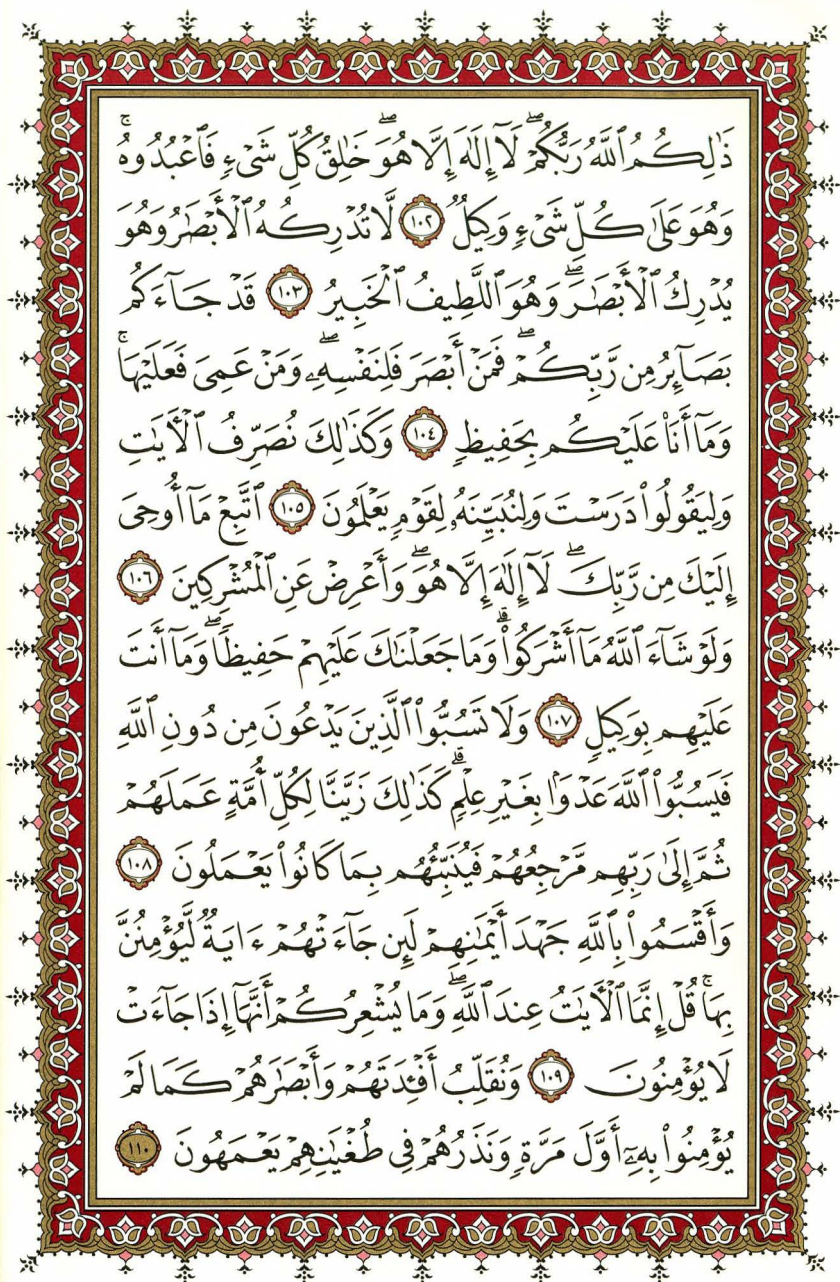 ذَٰلِكُمُ ٱللَّهُ رَبُّكُمْ ۖ لَآ إِلَٰهَ إِلَّا هُوَ ۖ خَٰلِقُ كُلِّ شَىْءٍ فَٱعْبُدُوهُ ۚ
وَهُوَ عَلَىٰ كُلِّ شَىْءٍ وَكِيلٌ ١٠٢ لَّا تُدْرِكُهُ ٱلْأَبْصَٰرُ وَهُوَ
يُدْرِكُ ٱلْأَبْصَٰرَ ۖ وَهُوَ ٱللَّطِيفُ ٱلْخَبِيرُ ١٠٣ قَدْ جَآءَكُم
بَصَآئِرُ مِن رَّبِّكُمْ ۖ فَمَنْ أَبْصَرَ فَلِنَفْسِهِۦ ۖ وَمَنْ عَمِىَ فَعَلَيْهَا ۚ
وَمَآ أَنَا۠ عَلَيْكُم بِحَفِيظٍ ١٠٤ وَكَذَٰلِكَ نُصَرِّفُ ٱلْءَايَٰتِ
وَلِيَقُولُوا۟ دَرَسْتَ وَلِنُبَيِّنَهُۥ لِقَوْمٍ يَعْلَمُونَ ١٠٥ ٱتَّبِعْ مَآ أُوحِىَ
إِلَيْكَ مِن رَّبِّكَ ۖ لَآ إِلَٰهَ إِلَّا هُوَ ۖ وَأَعْرِضْ عَنِ ٱلْمُشْرِكِينَ ١٠٦
وَلَوْ شَآءَ ٱللَّهُ مَآ أَشْرَكُوا۟ ۗ وَمَا جَعَلْنَٰكَ عَلَيْهِمْ حَفِيظًا ۖ وَمَآ أَنتَ
عَلَيْهِم بِوَكِيلٍ ١٠٧ وَلَا تَسُبُّوا۟ ٱلَّذِينَ يَدْعُونَ مِن دُونِ ٱللَّهِ
فَيَسُبُّوا۟ ٱللَّهَ عَدْوًۢا بِغَيْرِ عِلْمٍ ۗ كَذَٰلِكَ زَيَّنَّا لِكُلِّ أُمَّةٍ عَمَلَهُمْ
ثُمَّ إِلَىٰ رَبِّهِم مَّرْجِعُهُمْ فَيُنَبِّئُهُم بِمَا كَانُوا۟ يَعْمَلُونَ ١٠٨
وَأَقْسَمُوا۟ بِٱللَّهِ جَهْدَ أَيْمَٰنِهِمْ لَئِن جَآءَتْهُمْ ءَايَةٌ لَّيُؤْمِنُنَّ
بِهَا ۚ قُلْ إِنَّمَا ٱلْءَايَٰتُ عِندَ ٱللَّهِ ۖ وَمَا يُشْعِرُكُمْ أَنَّهَآ إِذَا جَآءَتْ
لَا يُؤْمِنُونَ ١٠٩ وَنُقَلِّبُ أَفْـِٔدَتَهُمْ وَأَبْصَٰرَهُمْ كَمَا لَمْ
يُؤْمِنُوا۟ بِهِۦٓ أَوَّلَ مَرَّةٍ وَنَذَرُهُمْ فِى طُغْيَٰنِهِمْ يَعْمَهُونَ ١١٠